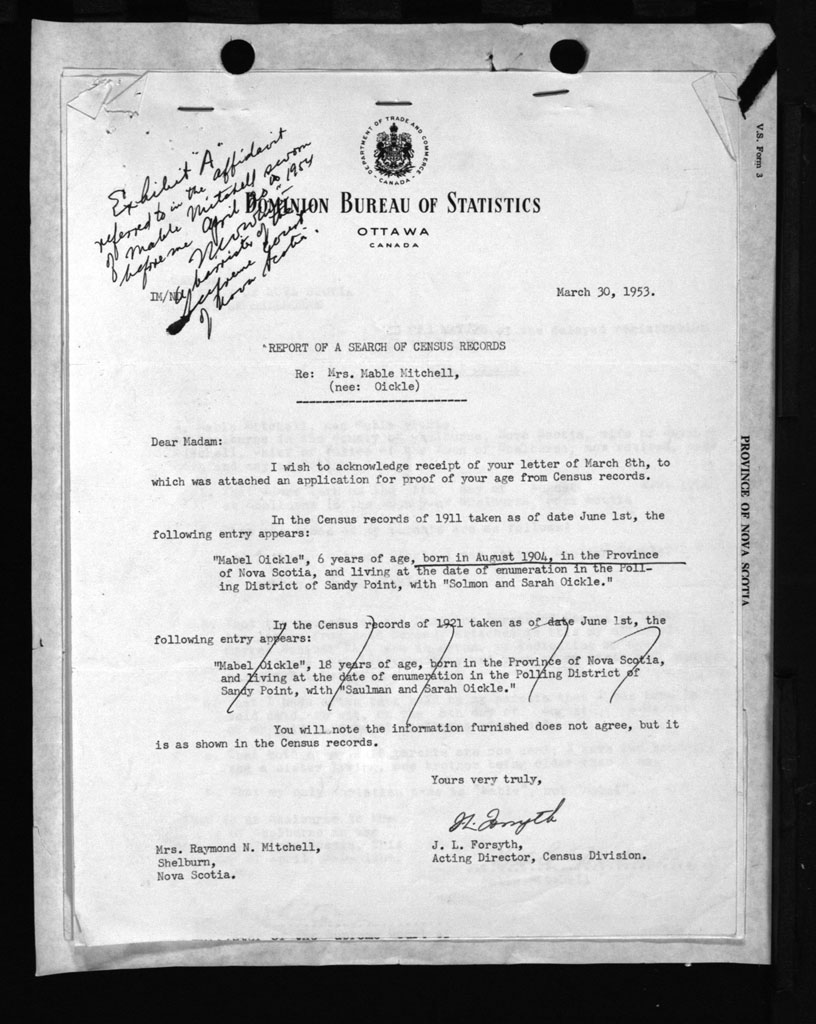 V.S. Form 3
PROVINCE OF NOVA SCOTIA
DEPARTMENT OF TRADE AND COMMERCE
CANADA
Exhibit "A"
referred to in the affidavit
of Mable Mitchell sworn
before me April 1954
barrister of the
Supreme Court
of Nova Scotia.
DOMINION BUREAU OF STATISTICS
OTTAWA
CANADA
IM/ND
March 30, 1953.
REPORT OF A SEARCH OF CENSUS RECORDS
Re: Mrs. Mable Mitchell,
(nee: Oickle)
Dear Madam:
I wish to acknowledge receipt of your letter of March 8th, to
which was attached an application for proof of your age from Census records.
In the Census records of 1911 taken as of date June 1st, the
following entry appears:
"Mabel Oickle", 6 years of age, born in August 1904, in the Province
of Nova Scotia, and living at the date of enumeration in the Poll-
ing District of Sandy Point, with "Solmon and Sarah Oickle."
In the Census records of 1921 taken as of date June 1st, the
following entry appears:
"Mabel Oickle", 18 years of age, born in the Province of Nova Scotia,
and living at the date of enumeration in the Polling District of
Sandy Point, with "Saulman and Sarah Oickle."
You will note the information furnished does not agree, but it
is as shown in the Census records.
Yours very truly,
J. L. Forsyth
J. L. Forsyth,
Acting Director, Census Division.
Mrs. Raymond N. Mitchell,
Shelburn,
Nova Scotia.